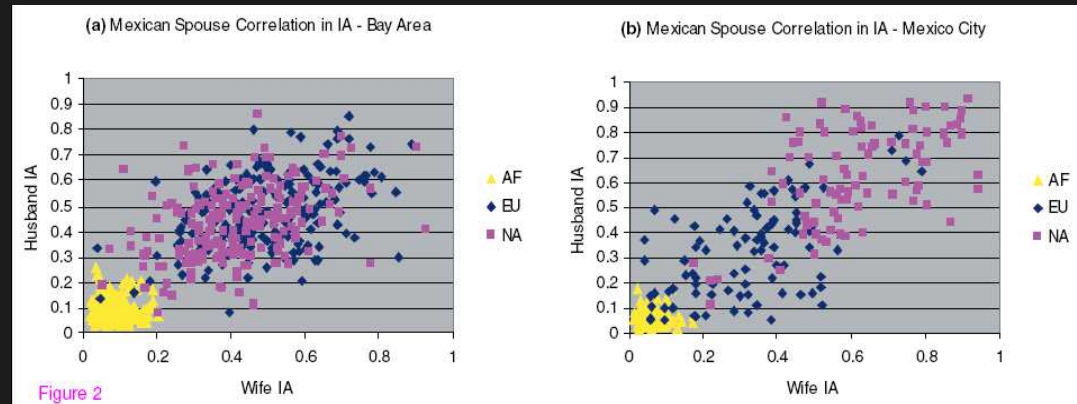 (a) Mexican Spouse Correlation in IA - Bay Area
Husband IA
1
0.9
0.8
0.7
0.6
0.5
0.4
0.3
0.2
0.1
0
0 0.2 0.4 0.6 0.8 1
Wife IA
AF
EU
NA
(b) Mexican Spouse Correlation in IA - Mexico City
Husband IA
1
0.9
0.8
0.7
0.6
0.5
0.4
0.3
0.2
0.1
0
0 0.2 0.4 0.6 0.8 1
Wife IA
AF
EU
NA
Figure 2